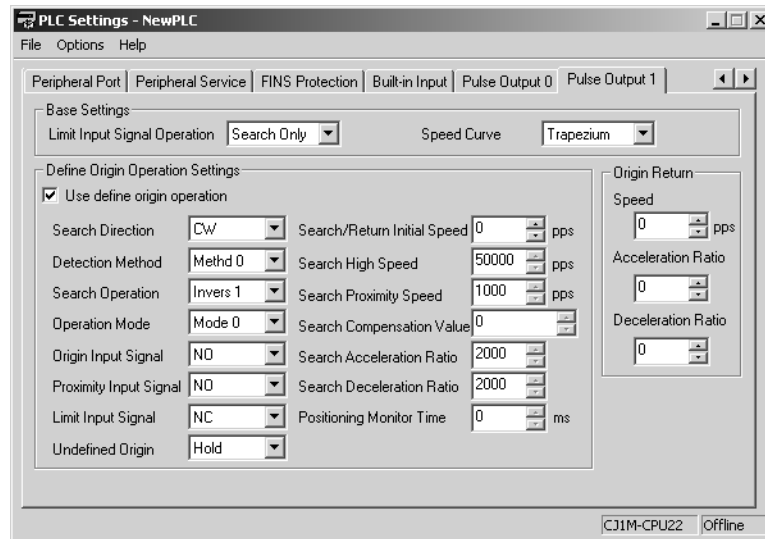 PLC Settings - NewPLC
File Options Help
Peripheral Port Peripheral Service FINS Protection Built-in Input Pulse Output 0 Pulse Output 1
Base Settings
Limit Input Signal Operation Search Only Speed Curve Trapezium
Define Origin Operation Settings
Use define origin operation
Search Direction CW
Detection Method Methd 0
Search Operation Invers 1
Operation Mode Mode 0
Origin Input Signal NO
Proximity Input Signal NO
Limit Input Signal NC
Undefined Origin Hold
Search/Return Initial Speed 0 pps
Search High Speed 50000 pps
Search Proximity Speed 1000 pps
Search Compensation Value 0
Search Acceleration Ratio 2000
Search Deceleration Ratio 2000
Positioning Monitor Time 0 ms
Origin Return
Speed
0 pps
Acceleration Ratio
0
Deceleration Ratio
0
CJ1M-CPU22 Offline